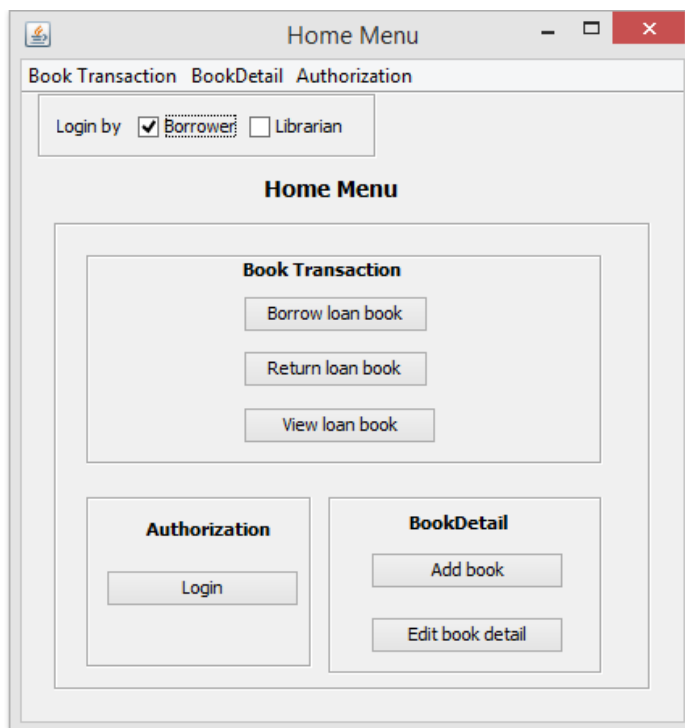 Home Menu
Book Transaction BookDetail Authorization
Login by Borrower Librarian
Home Menu
Book Transaction
Borrow loan book
Return loan book
View loan book
Authorization
Login
BookDetail
Add book
Edit book detail